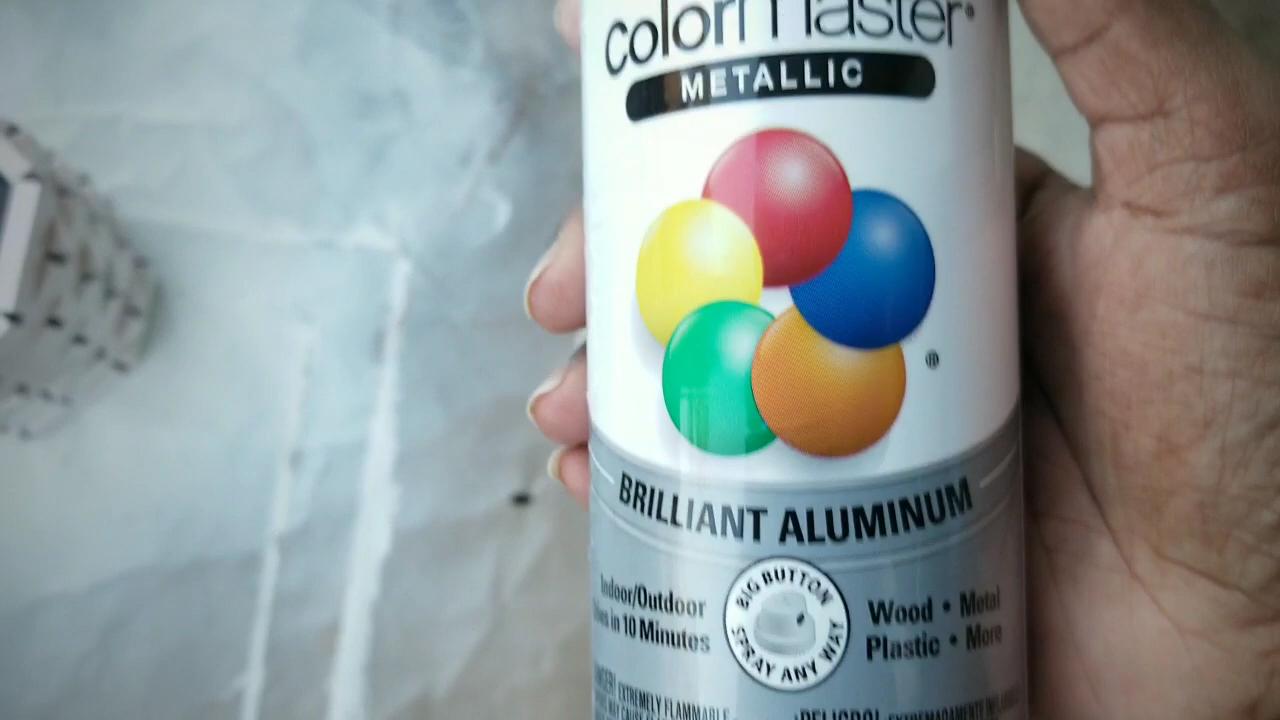 colormaster®
METALLIC
®
BRILLIANT ALUMINUM
Indoor/Outdoor
in 10 Minutes
BIG BUTTON
SPRAY ANY WAY
Wood • Metal
Plastic • More
EXTREMELY FLAMMABLE
¡PELIGRO!